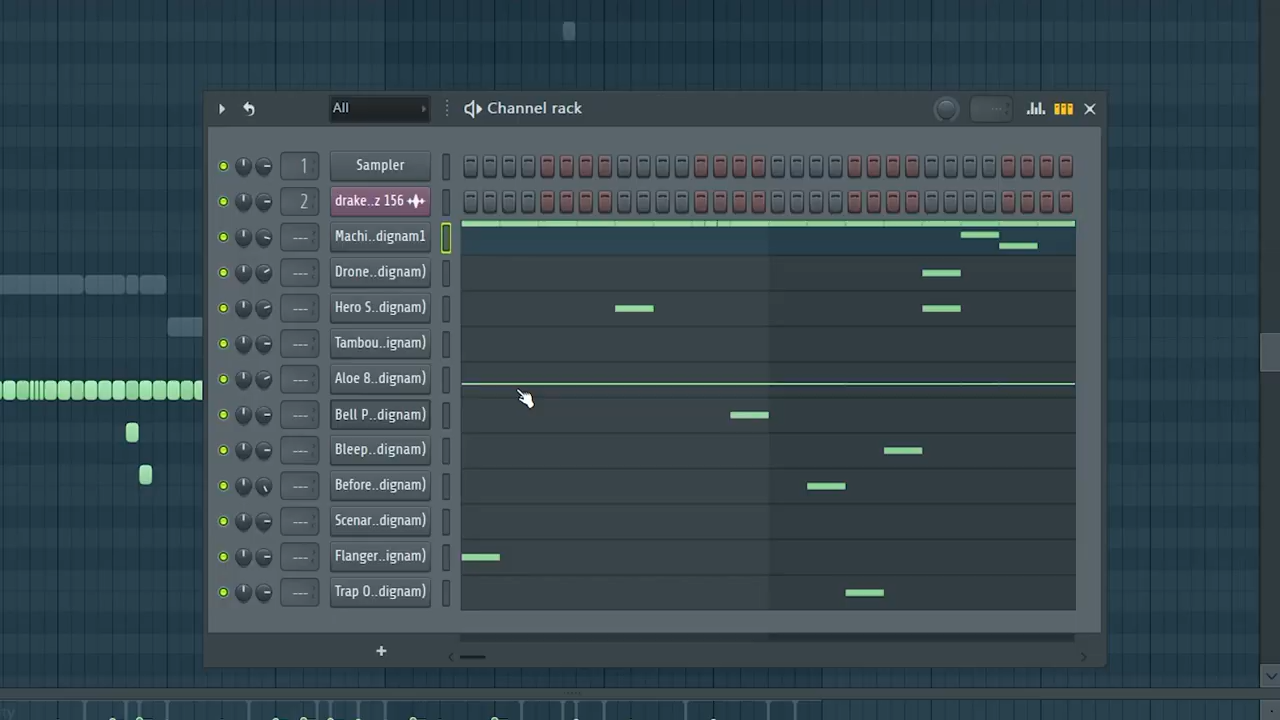 All
Channel rack
1 Sampler
2 drake..z 156
--- Machi..dignam1
--- Drone..dignam)
--- Hero S..dignam)
--- Tambou..ignam)
--- Aloe B..dignam)
--- Bell P..dignam)
--- Bleep..dignam)
--- Before..dignam)
--- Scenar..dignam)
--- Flanger..ignam)
--- Trap O..dignam)
+